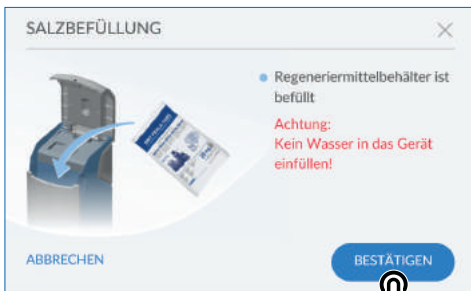 SALZBEFÜLLUNG
Regeneriermittelbehälter ist
befüllt
Achtung:
Kein Wasser in das Gerät
einfüllen!
ABBRECHEN
BESTÄTIGEN